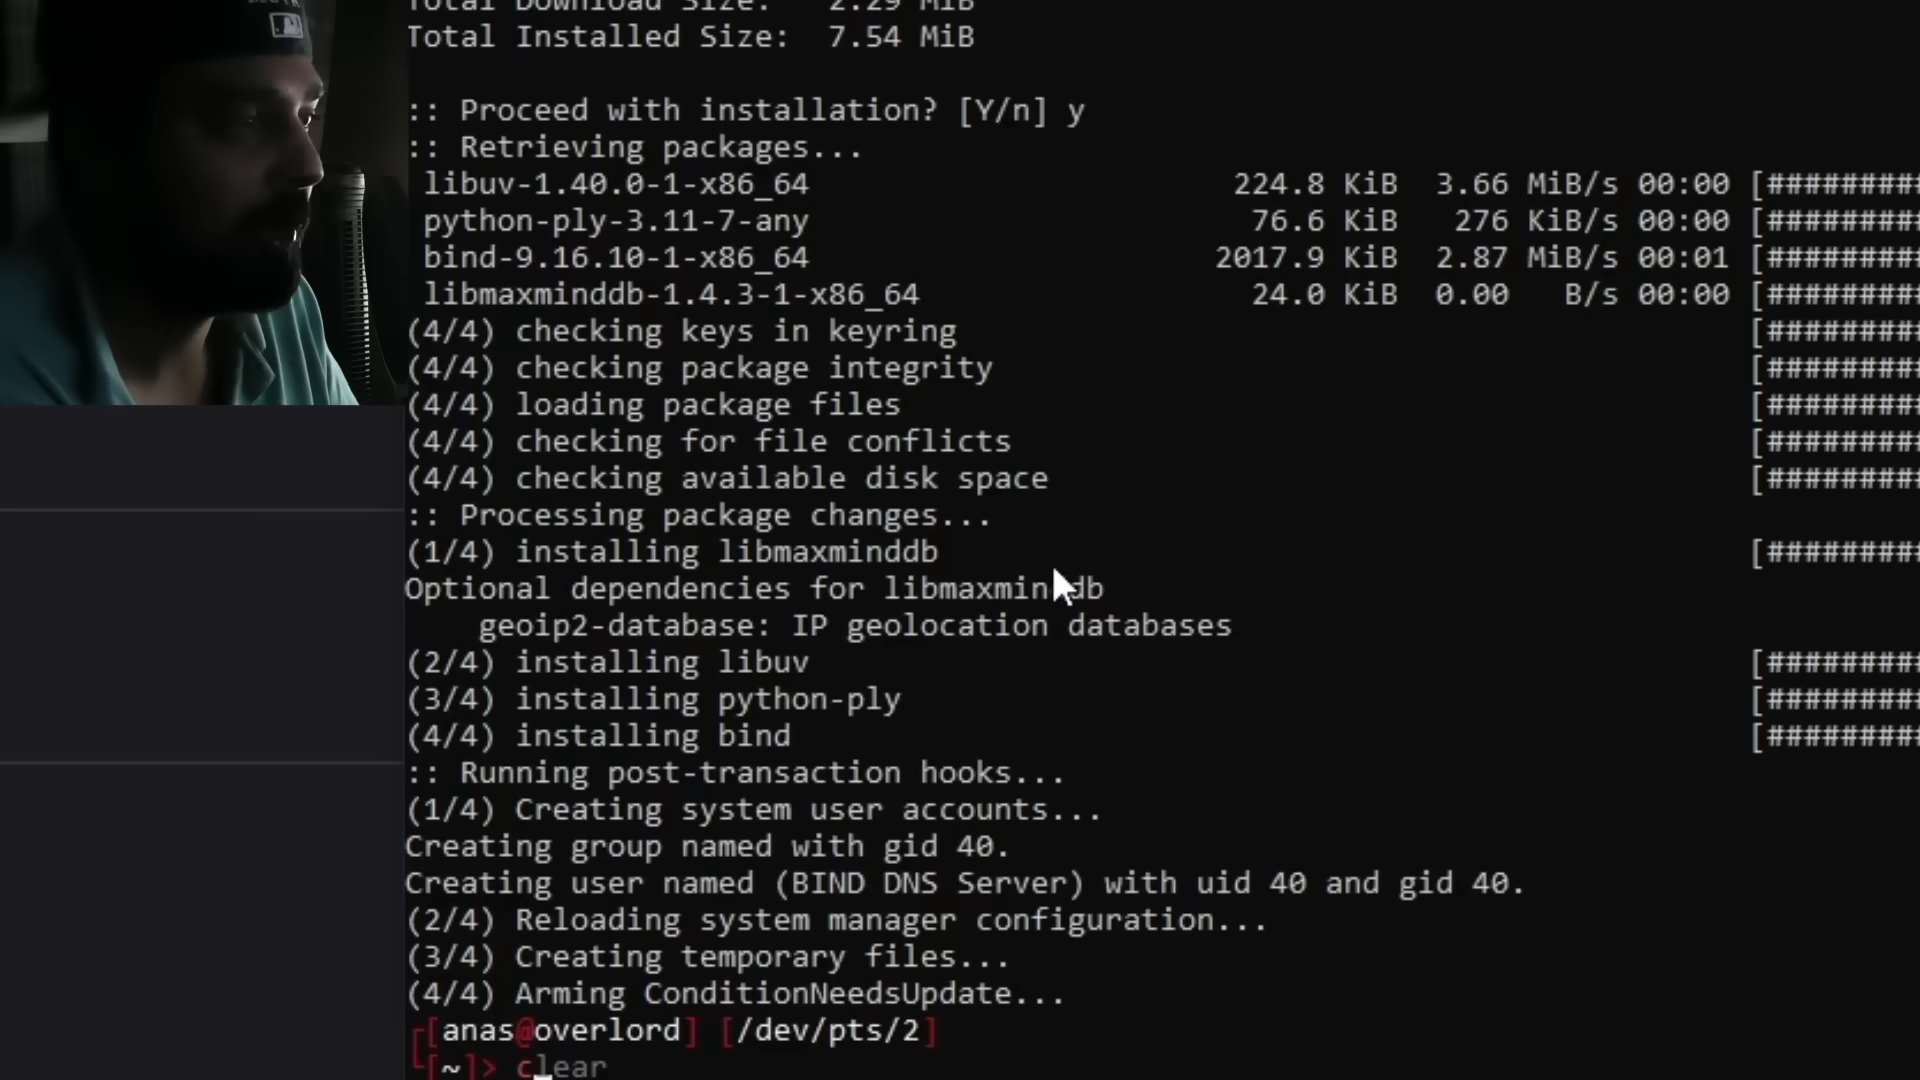 Total Download Size: 2.29 MiB
Total Installed Size: 7.54 MiB
:: Proceed with installation? [Y/n] y
:: Retrieving packages...
libuv-1.40.0-1-x86_64 224.8 KiB 3.66 MiB/s 00:00 [#########
python-ply-3.11-7-any 76.6 KiB 276 KiB/s 00:00 [#########
bind-9.16.10-1-x86_64 2017.9 KiB 2.87 MiB/s 00:01 [#########
libmaxminddb-1.4.3-1-x86_64 24.0 KiB 0.00 B/s 00:00 [#########
(4/4) checking keys in keyring [#########
(4/4) checking package integrity [#########
(4/4) loading package files [#########
(4/4) checking for file conflicts [#########
(4/4) checking available disk space [#########
:: Processing package changes...
(1/4) installing libmaxminddb [#########
Optional dependencies for libmaxminddb
geoip2-database: IP geolocation databases
(2/4) installing libuv [#########
(3/4) installing python-ply [#########
(4/4) installing bind [#########
:: Running post-transaction hooks...
(1/4) Creating system user accounts...
Creating group named with gid 40.
Creating user named (BIND DNS Server) with uid 40 and gid 40.
(2/4) Reloading system manager configuration...
(3/4) Creating temporary files...
(4/4) Arming ConditionNeedsUpdate...
[anas@overlord] [/dev/pts/2]
[~]> clear